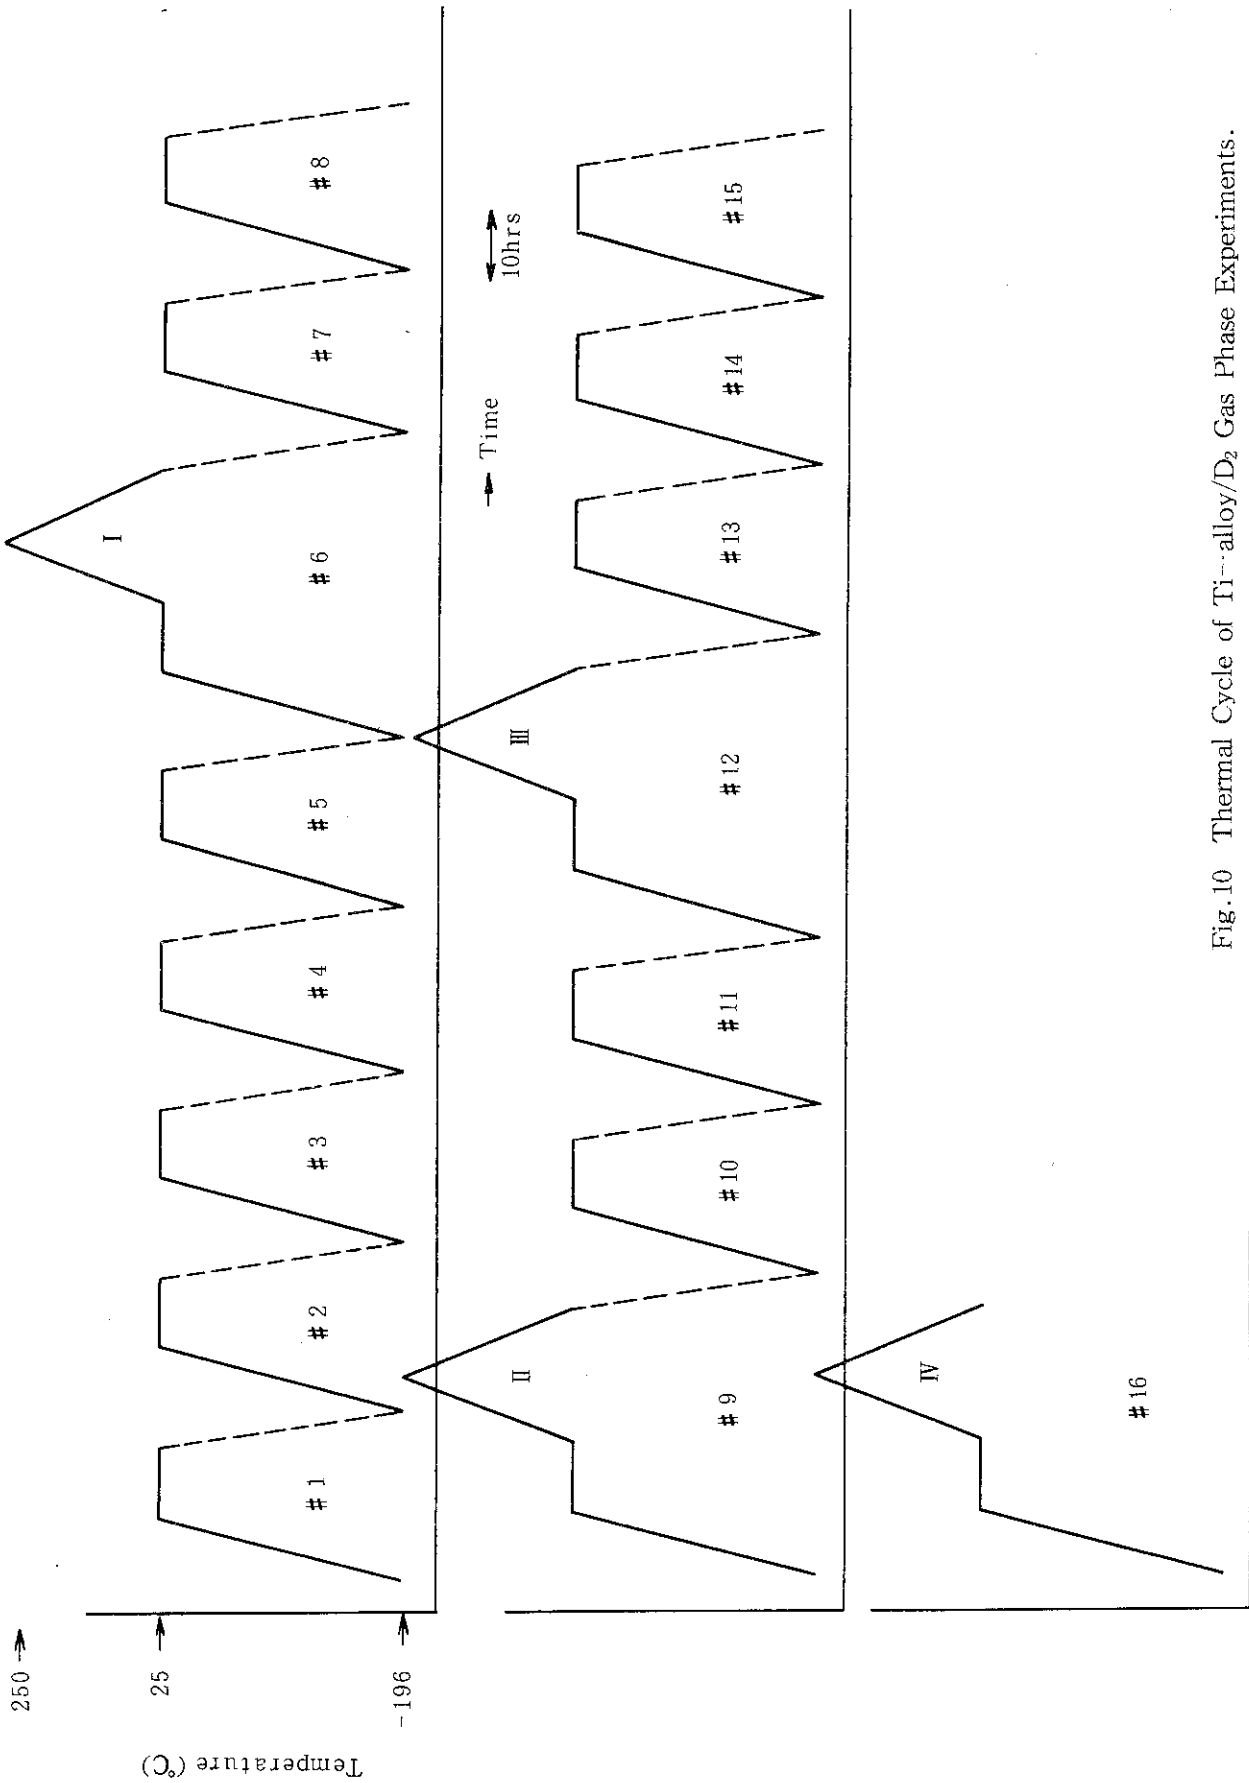 Temperature (℃)
250
25
-196
#1
#2
#3
#4
#5
I
#6
#7
#8
Time
10hrs
II
#9
#10
#11
III
#12
#13
#14
#15
IV
#16
Fig.10 Thermal Cycle of Ti-alloy/D₂ Gas Phase Experiments.